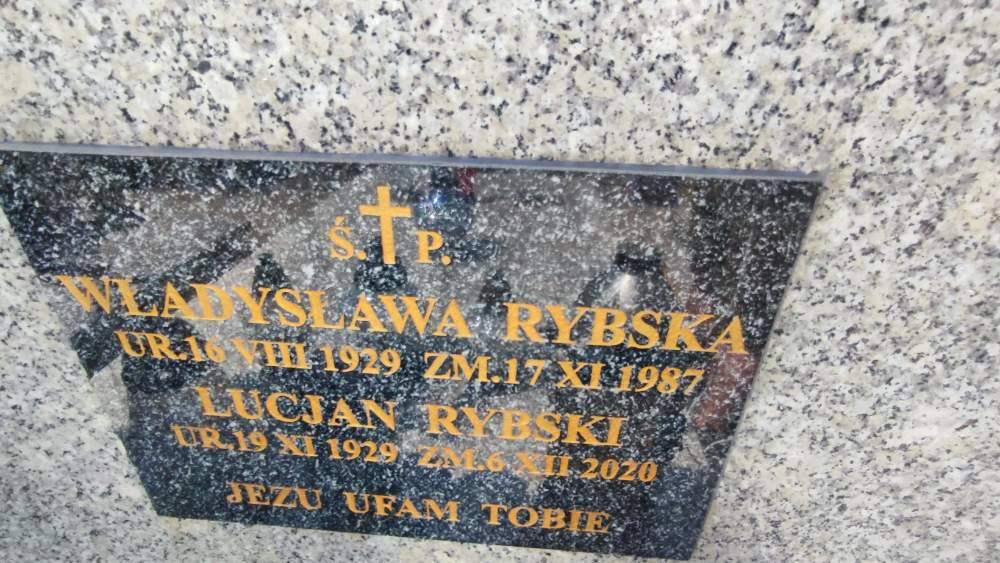 Ś.P.
WŁADYSŁAWA RYBSKA
UR.16 VIII 1929 ZM.17 XI 1987
LUCJAN RYBSKI
UR.19 XI 1929 ZM.6 XII 2020
JEZU UFAM TOBIE